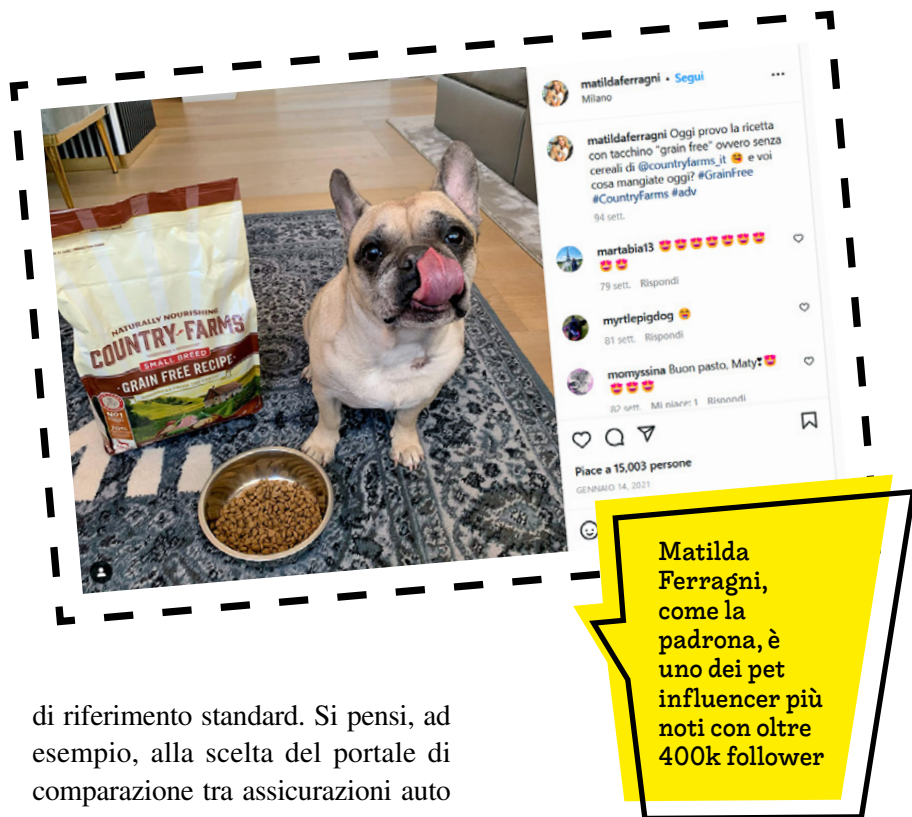 NATURALLY NOURISHING
COUNTRY FARMS
SMALL BREED
GRAIN FREE RECIPE
matildaferragni • Segui
Milano
matildaferragni Oggi provo la ricetta
con tacchino "grain free" ovvero senza
cereali di @countryfarms_it 😋 e voi
cosa mangiate oggi? #GrainFree
#CountryFarms #adv
94 sett.
martabia13 😍😍😍😍😍😍😍
😍😍
79 sett. Rispondi
myrtlepigdog 😋
81 sett. Rispondi
momyssina Buon pasto, Maty❣😍
😍😍😍
82 sett. Mi piace: 1 Rispondi
Piace a 15,003 persone
GENNAIO 14, 2021
Matilda
Ferragni,
come la
padrona, è
uno dei pet
influencer più
noti con oltre
400k follower
di riferimento standard. Si pensi, ad
esempio, alla scelta del portale di
comparazione tra assicurazioni auto